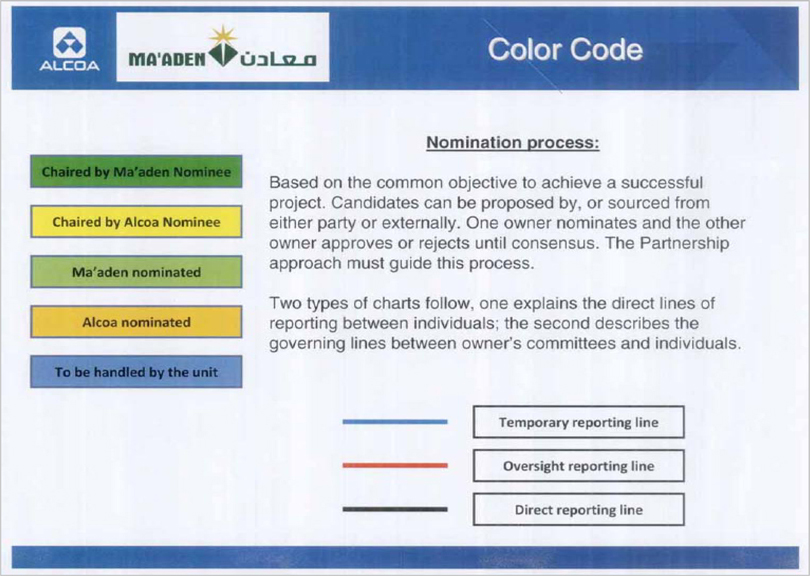 ALCOA
MA'ADEN معادن
Color Code
Nomination process:
Chaired by Ma'aden Nominee
Chaired by Alcoa Nominee
Ma'aden nominated
Alcoa nominated
To be handled by the unit
Based on the common objective to achieve a successful
project. Candidates can be proposed by, or sourced from
either party or externally. One owner nominates and the other
owner approves or rejects until consensus. The Partnership
approach must guide this process.
Two types of charts follow, one explains the direct lines of
reporting between individuals; the second describes the
governing lines between owner's committees and individuals.
Temporary reporting line
Oversight reporting line
Direct reporting line